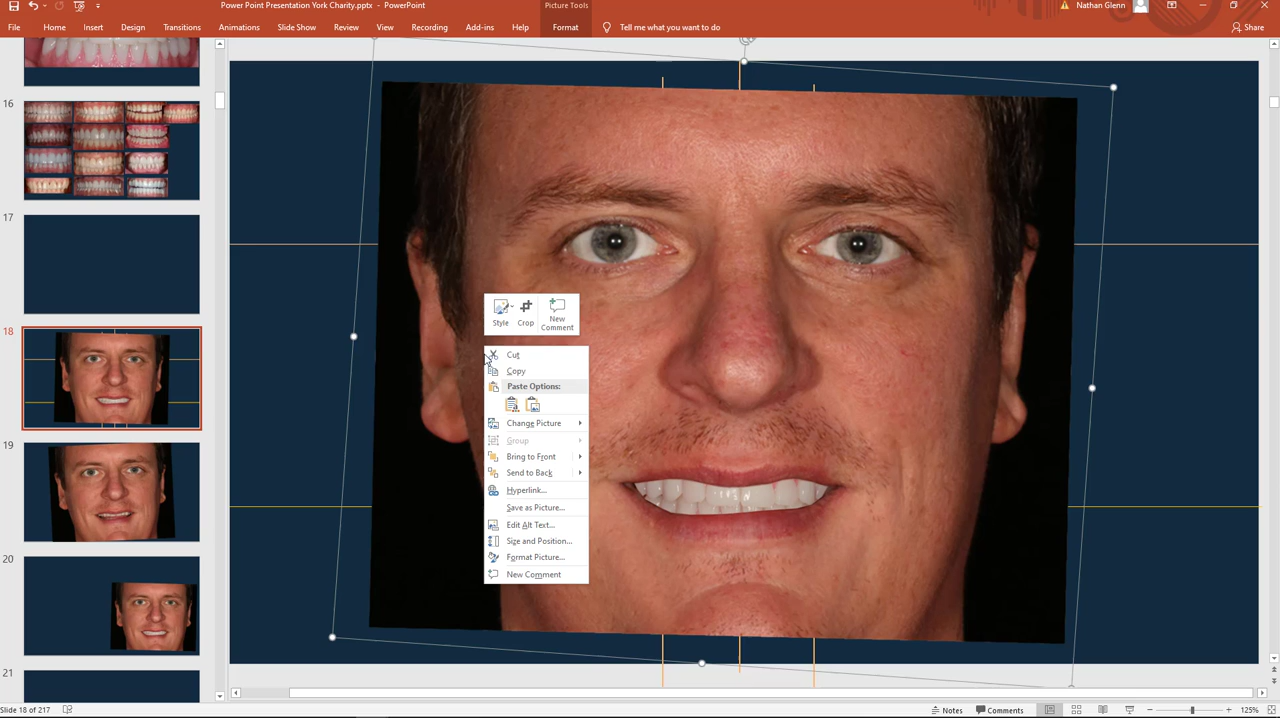 Power Point Presentation York Charity.pptx - PowerPoint
Picture Tools
Nathan Glenn
File Home Insert Design Transitions Animations Slide Show Review View Recording Add-ins Help Format Tell me what you want to do Share
16
17
18
19
20
21
Style Crop New Comment
Cut
Copy
Paste Options:
Change Picture
Group
Bring to Front
Send to Back
Hyperlink...
Save as Picture...
Edit Alt Text...
Size and Position...
Format Picture...
New Comment
Slide 18 of 217 Notes Comments 125%